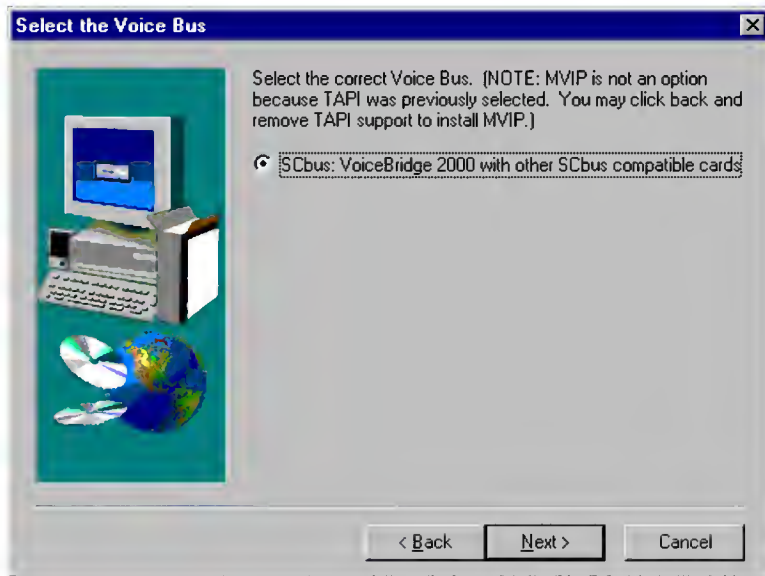 Select the Voice Bus
Select the correct Voice Bus. (NOTE: MVIP is not an option
because TAPI was previously selected. You may click back and
remove TAPI support to install MVIP.)
SCbus: VoiceBridge 2000 with other SCbus compatible cards
< Back
Next >
Cancel